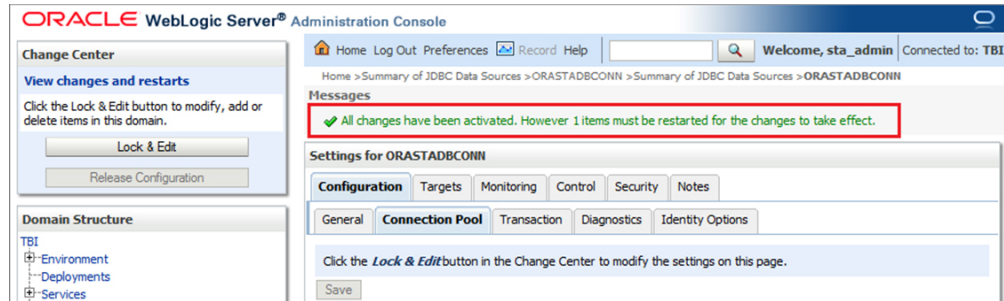 ORACLE WebLogic Server® Administration Console
Change Center
View changes and restarts
Click the Lock & Edit button to modify, add or
delete items in this domain.
Lock & Edit
Release Configuration
Domain Structure
TBI
Environment
Deployments
Services
Home Log Out Preferences Record Help
Welcome, sta_admin Connected to: TBI
Home >Summary of JDBC Data Sources >ORASTADBCONN >Summary of JDBC Data Sources >ORASTADBCONN
Messages
All changes have been activated. However 1 items must be restarted for the changes to take effect.
Settings for ORASTADBCONN
Configuration Targets Monitoring Control Security Notes
General Connection Pool Transaction Diagnostics Identity Options
Click the Lock & Edit button in the Change Center to modify the settings on this page.
Save